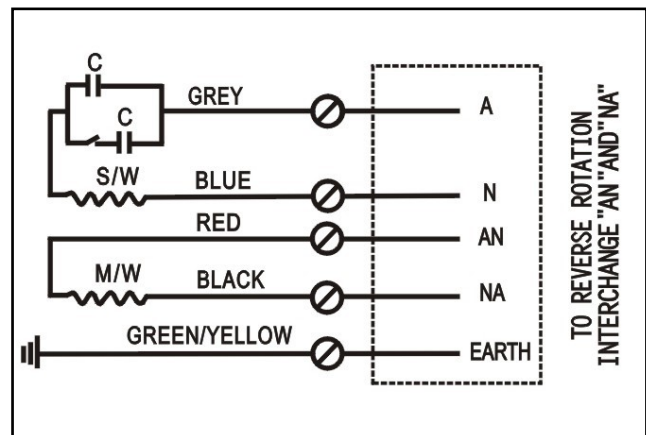 C
GREY
A
C
S/W
BLUE
N
RED
AN
M/W
BLACK
NA
GREEN/YELLOW
EARTH
TO REVERSE ROTATION
INTERCHANGE "AN" AND "NA"